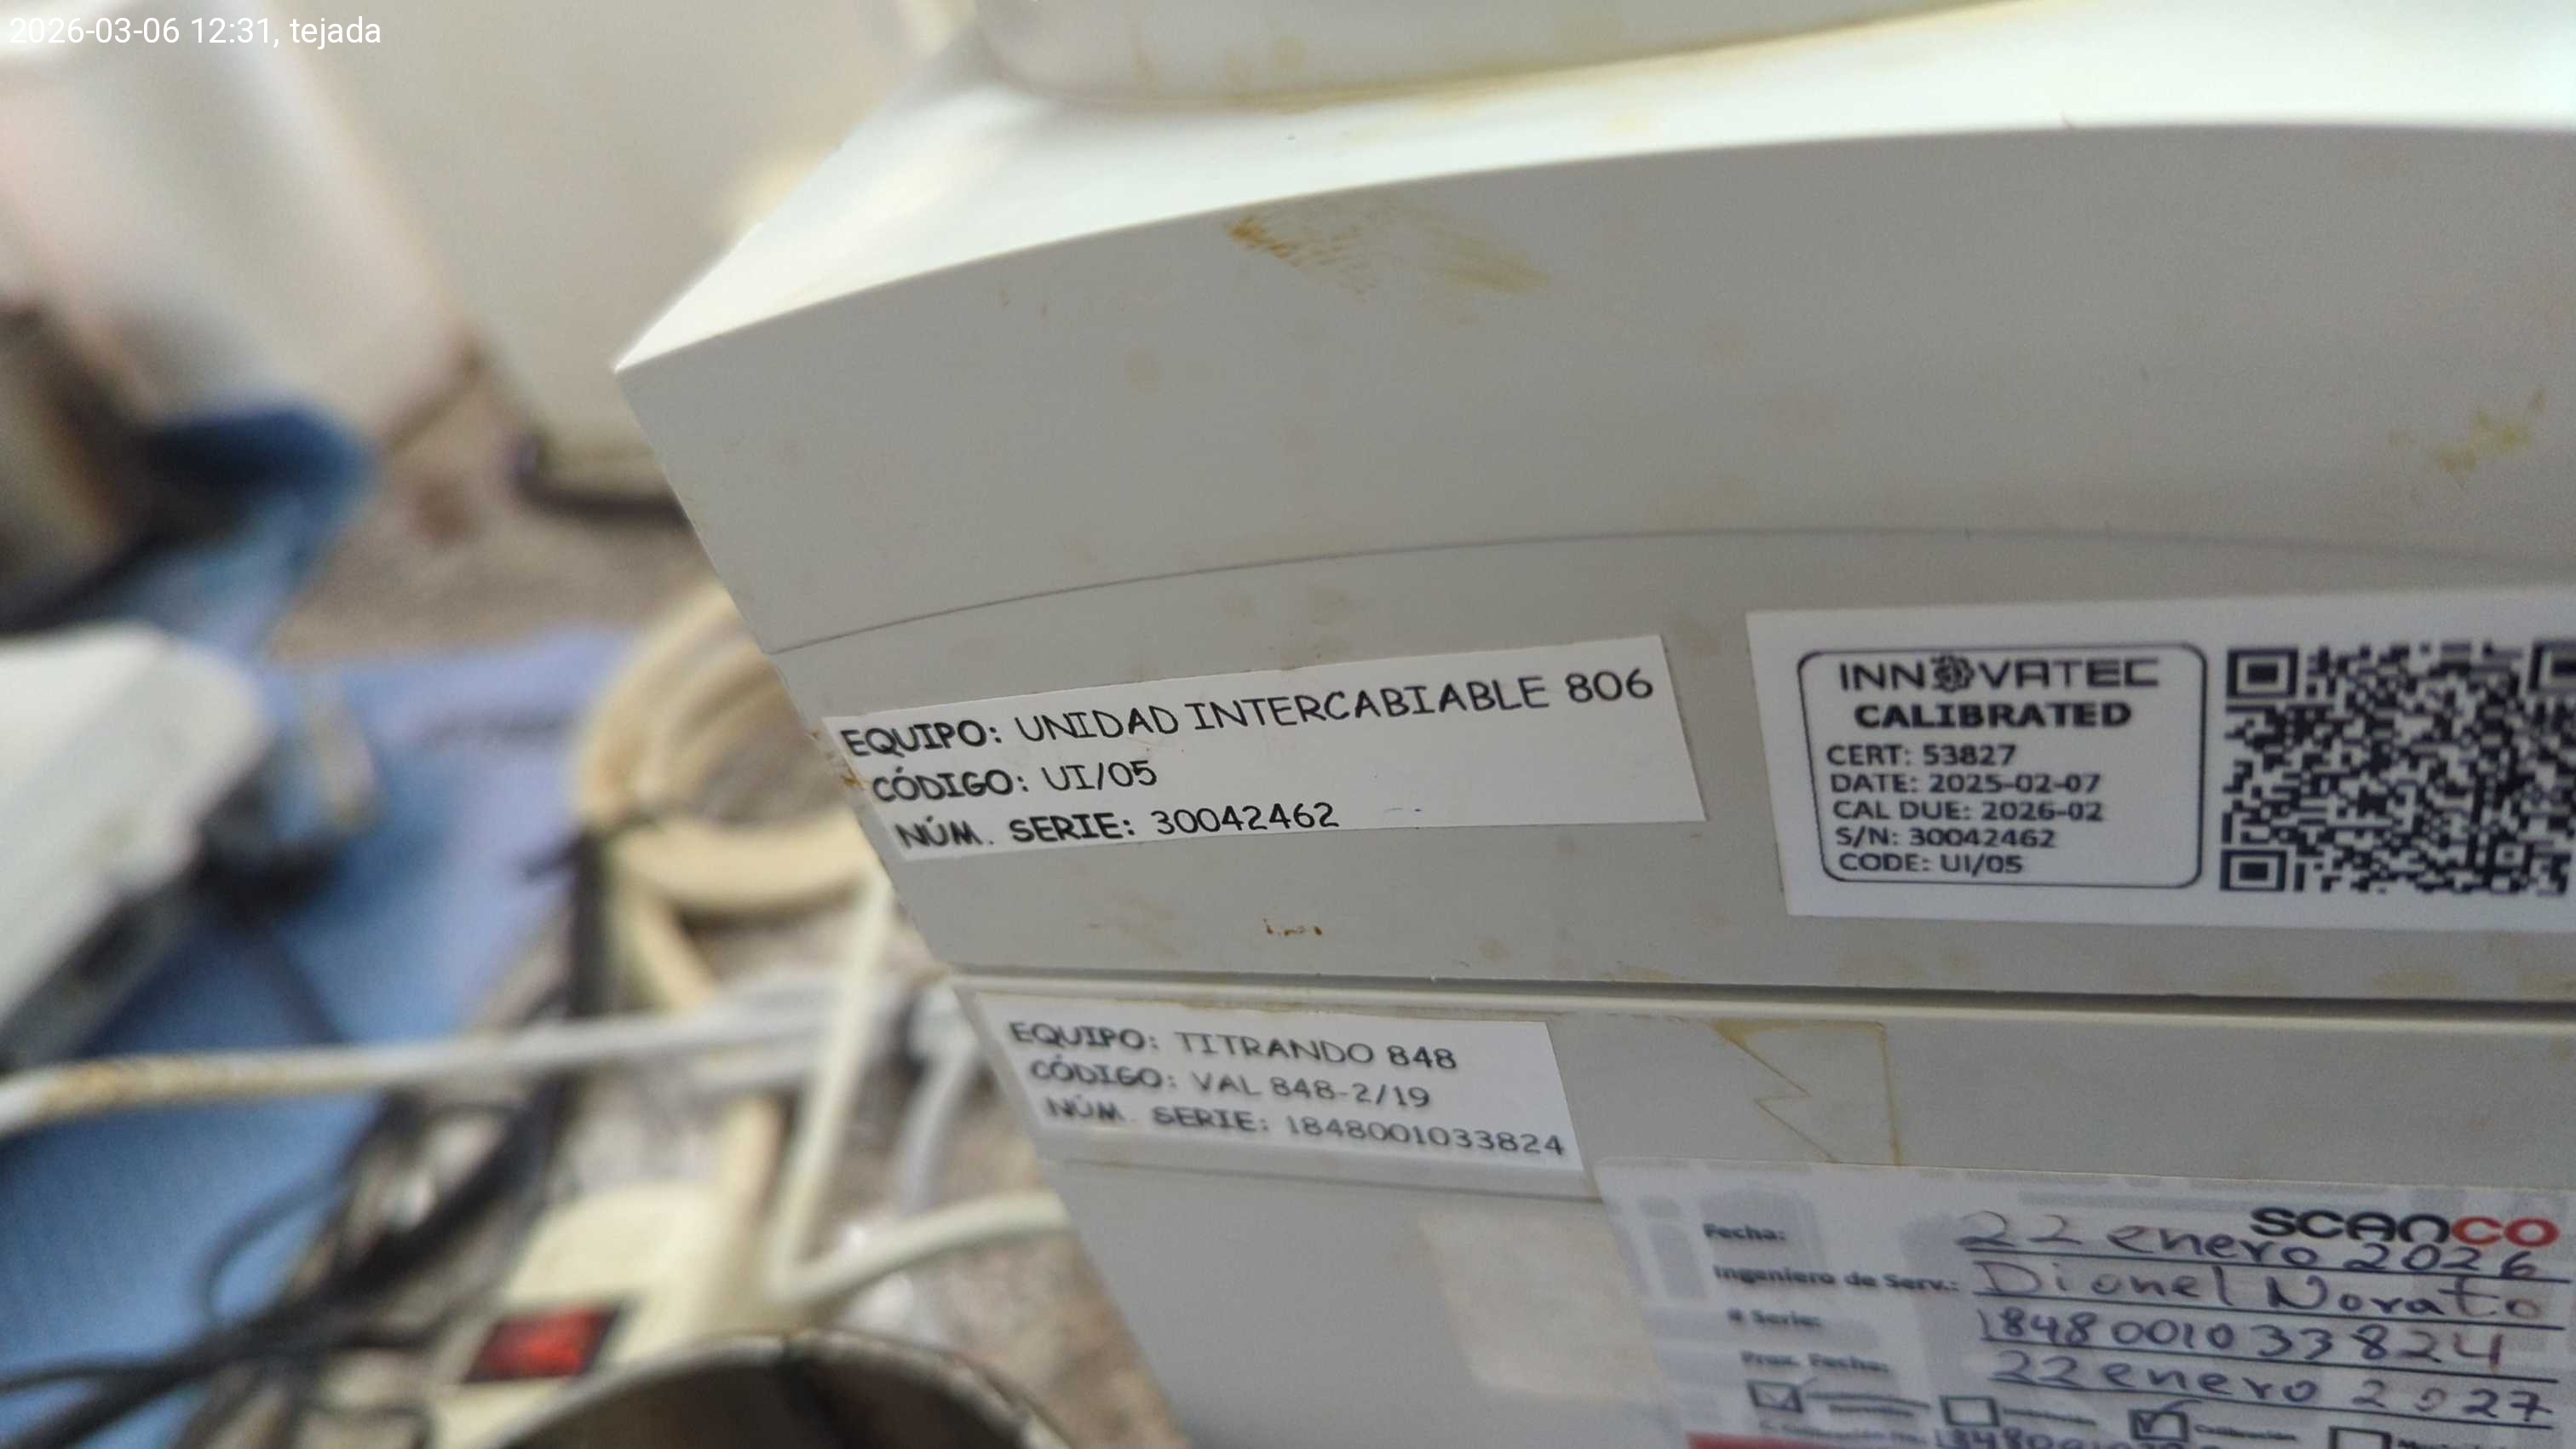 2026-03-06 12:31, tejada
EQUIPO: UNIDAD INTERCABIABLE 806
CÓDIGO: UI/05
NÚM. SERIE: 30042462
INNOVATEC
CALIBRATED
CERT: 53827
DATE: 2025-02-07
CAL DUE: 2026-02
S/N: 30042462
CODE: UI/05
EQUIPO: TITRANDO 848
CÓDIGO: VAL 848-2/19
NÚM. SERIE: 1848001033824
SCANCO
Fecha: 22 enero 2026
Ingeniero de Serv.: Dionel Norato
# Serie: 1848001033824
Prox. Fecha: 22 enero 2027